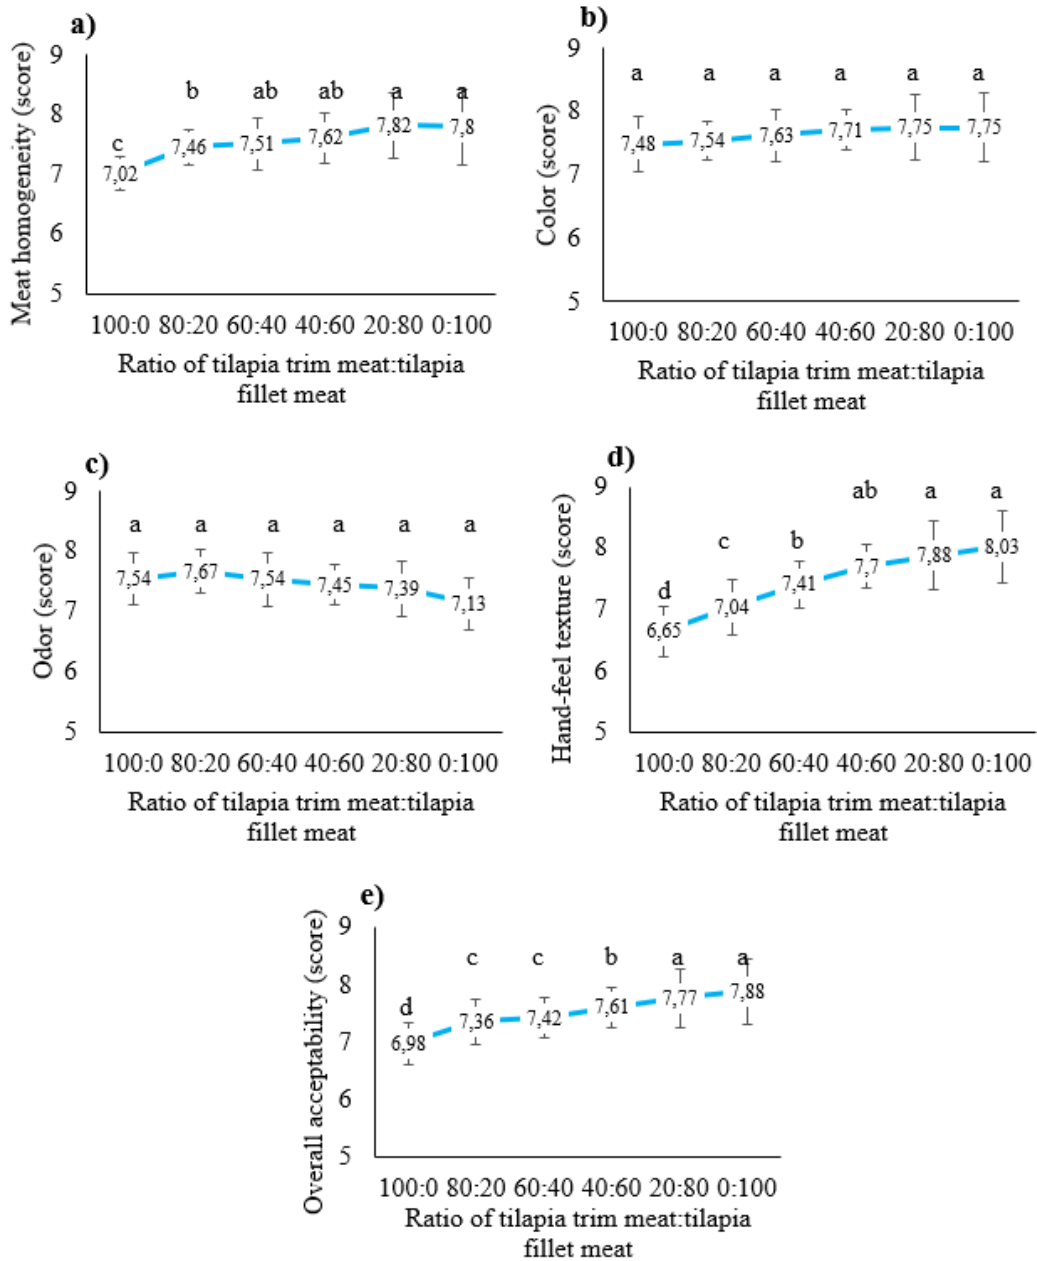 a)
Meat homogeneity (score)
9
8
7
6
5
c b ab ab a a
7,02 7,46 7,51 7,62 7,82 7,8
100:0 80:20 60:40 40:60 20:80 0:100
Ratio of tilapia trim meat:tilapia
fillet meat
b)
Color (score)
9
8
7
6
5
a a a a a a
7,48 7,54 7,63 7,71 7,75 7,75
100:0 80:20 60:40 40:60 20:80 0:100
Ratio of tilapia trim meat:tilapia
fillet meat
c)
Odor (score)
9
8
7
6
5
a a a a a a
7,54 7,67 7,54 7,45 7,39 7,13
100:0 80:20 60:40 40:60 20:80 0:100
Ratio of tilapia trim meat:tilapia
fillet meat
d)
Hand-feel texture (score)
9
8
7
6
5
d c b ab a a
6,65 7,04 7,41 7,7 7,88 8,03
100:0 80:20 60:40 40:60 20:80 0:100
Ratio of tilapia trim meat:tilapia
fillet meat
e)
Overall acceptability (score)
9
8
7
6
5
d c c b a a
6,98 7,36 7,42 7,61 7,77 7,88
100:0 80:20 60:40 40:60 20:80 0:100
Ratio of tilapia trim meat:tilapia
fillet meat